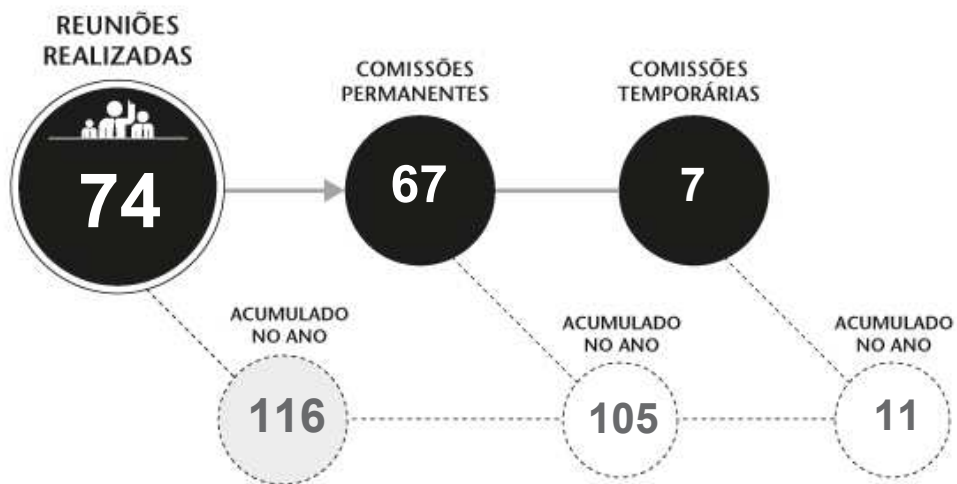 REUNIÕES
REALIZADAS
74
COMISSÕES
PERMANENTES
67
COMISSÕES
TEMPORÁRIAS
7
ACUMULADO
NO ANO
116
ACUMULADO
NO ANO
105
ACUMULADO
NO ANO
11